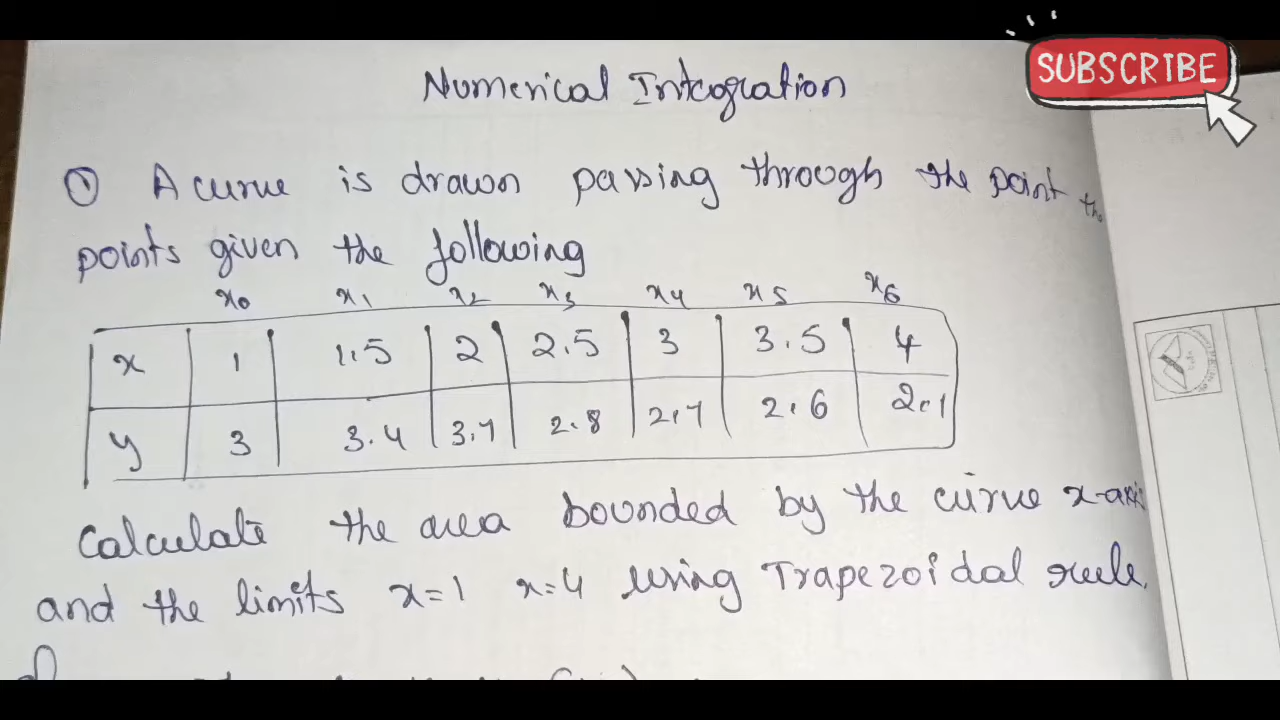 SUBSCRIBE
Numerical Integration
① A curve is drawn passing through the point the
points given the following
x0 x1 x2 x3 x4 x5 x6
x 1 1.5 2 2.5 3 3.5 4
y 3 3.4 3.7 2.8 2.7 2.6 2.1
Calculate the area bounded by the curve x-axis
and the limits x=1 x=4 using Trapezoidal rule.